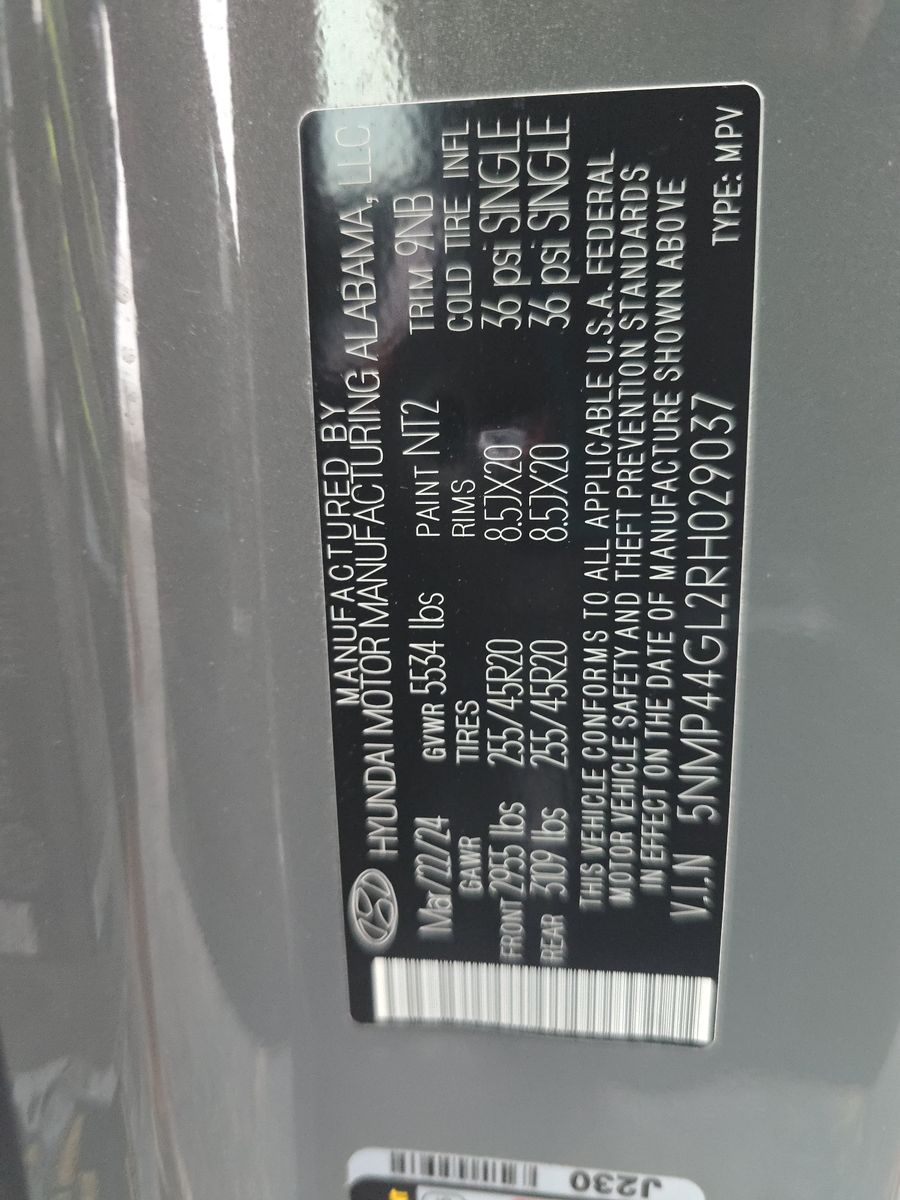 MANUFACTURED BY
HYUNDAI MOTOR MANUFACTURING ALABAMA, LLC
Mar/22/24 GVWR 5534 lbs PAINT NT2 TRIM 9NB
GAWR TIRES RIMS COLD TIRE INFL
FRONT 2955 lbs 255/45R20 8.5JX20 36 psi SINGLE
REAR 3109 lbs 255/45R20 8.5JX20 36 psi SINGLE
THIS VEHICLE CONFORMS TO ALL APPLICABLE U.S.A. FEDERAL
MOTOR VEHICLE SAFETY AND THEFT PREVENTION STANDARDS
IN EFFECT ON THE DATE OF MANUFACTURE SHOWN ABOVE
V.I.N 5NMP44GL2RH029037 TYPE: MPV
J230